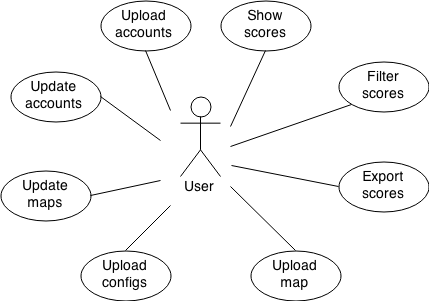 Upload
accounts
Show
scores
Update
accounts
Filter
scores
User
Update
maps
Export
scores
Upload
configs
Upload
map